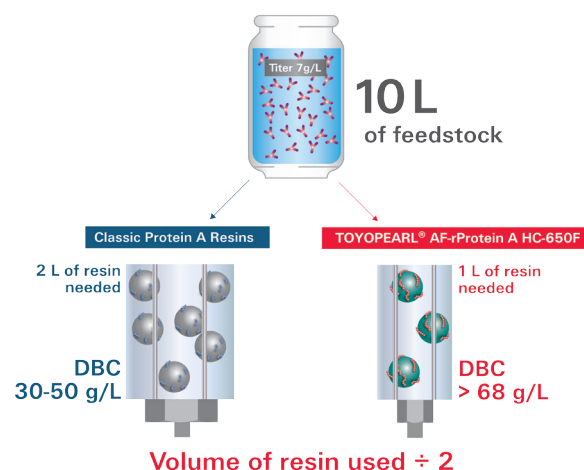 Titer 7g/L
10 L
of feedstock
Classic Protein A Resins
TOYOPEARL® AF-rProtein A HC-650F
2 L of resin
needed
1 L of resin
needed
DBC
30-50 g/L
DBC
> 68 g/L
Volume of resin used ÷ 2